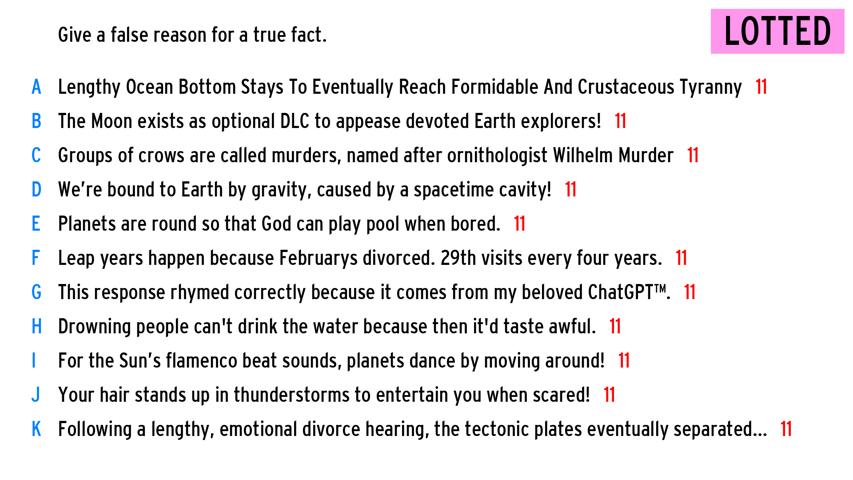 Give a false reason for a true fact.
LOTTED
A Lengthy Ocean Bottom Stays To Eventually Reach Formidable And Crustaceous Tyranny 11
B The Moon exists as optional DLC to appease devoted Earth explorers! 11
C Groups of crows are called murders, named after ornithologist Wilhelm Murder 11
D We’re bound to Earth by gravity, caused by a spacetime cavity! 11
E Planets are round so that God can play pool when bored. 11
F Leap years happen because Februarys divorced. 29th visits every four years. 11
G This response rhymed correctly because it comes from my beloved ChatGPT™. 11
H Drowning people can't drink the water because then it'd taste awful. 11
I For the Sun’s flamenco beat sounds, planets dance by moving around! 11
J Your hair stands up in thunderstorms to entertain you when scared! 11
K Following a lengthy, emotional divorce hearing, the tectonic plates eventually separated... 11